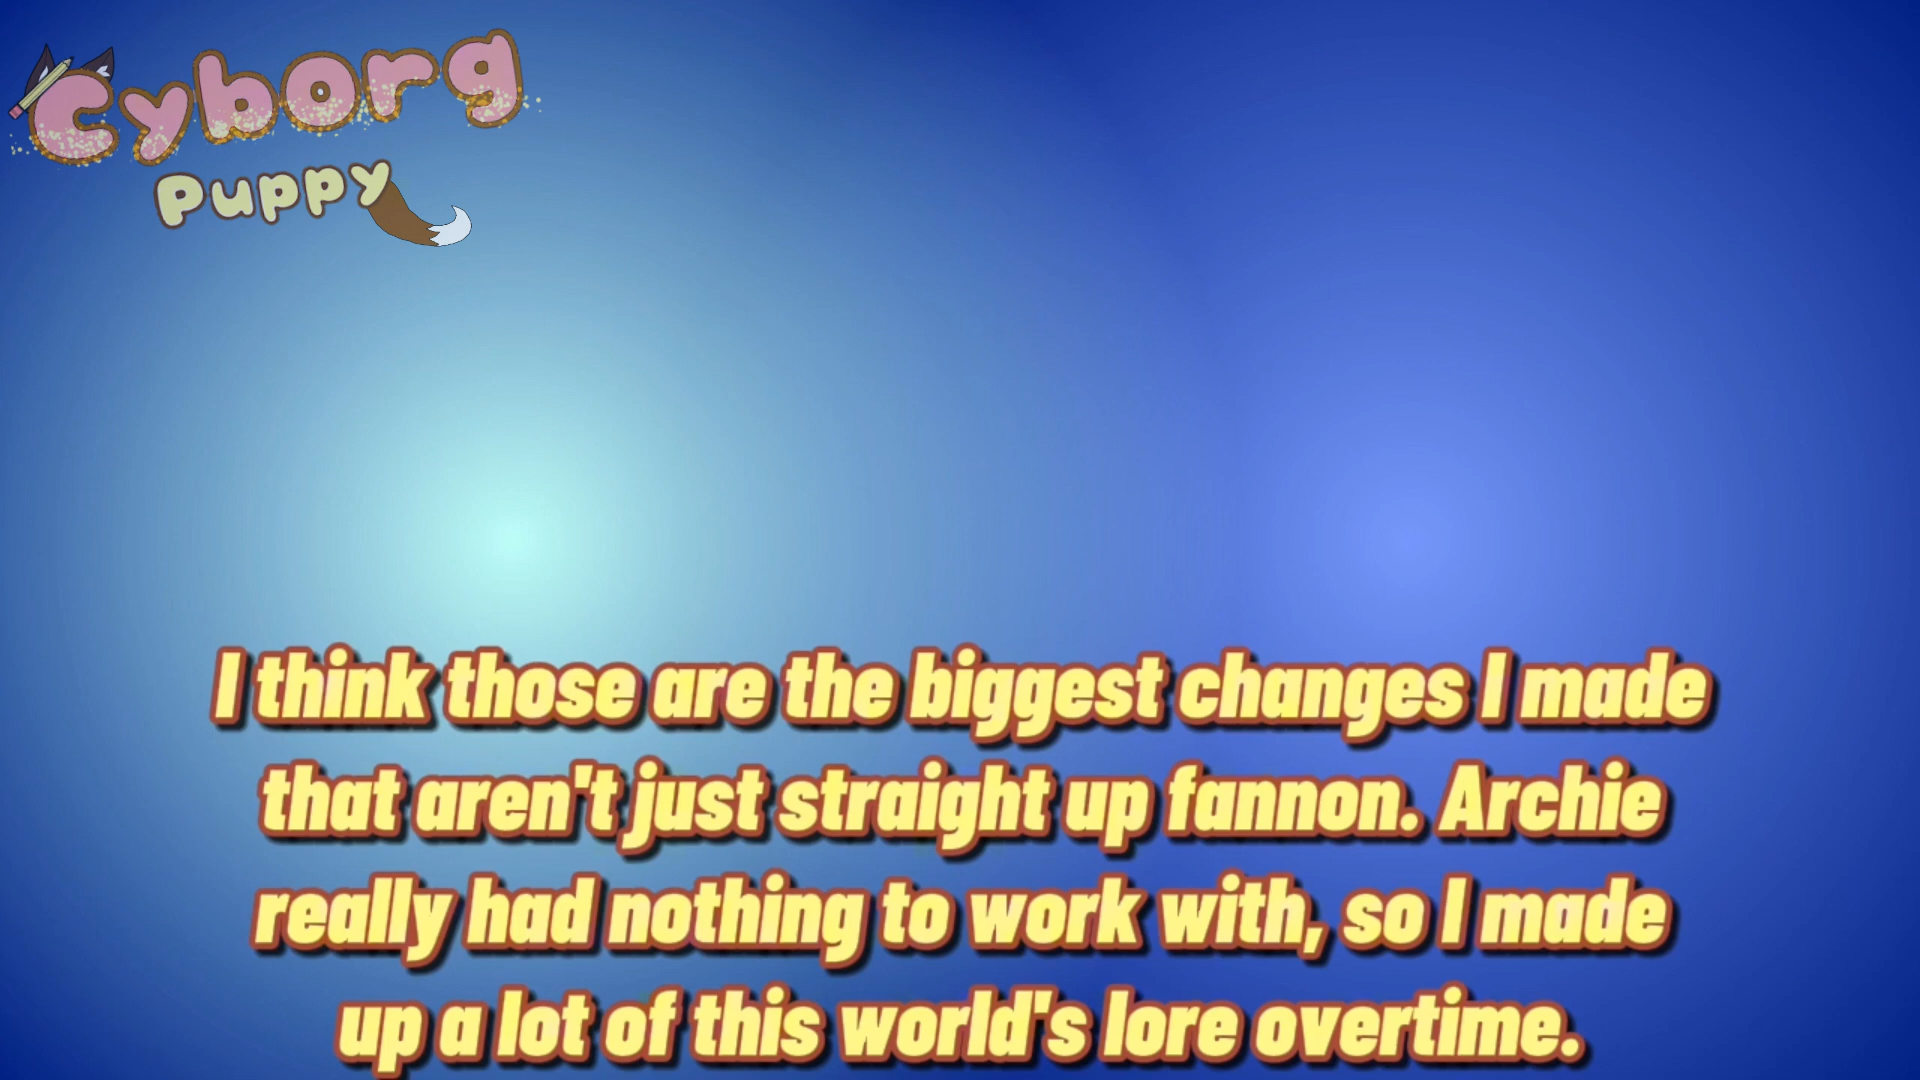 Cyborg
Puppy
I think those are the biggest changes I made
that aren't just straight up fannon. Archie
really had nothing to work with, so I made
up a lot of this world's lore overtime.